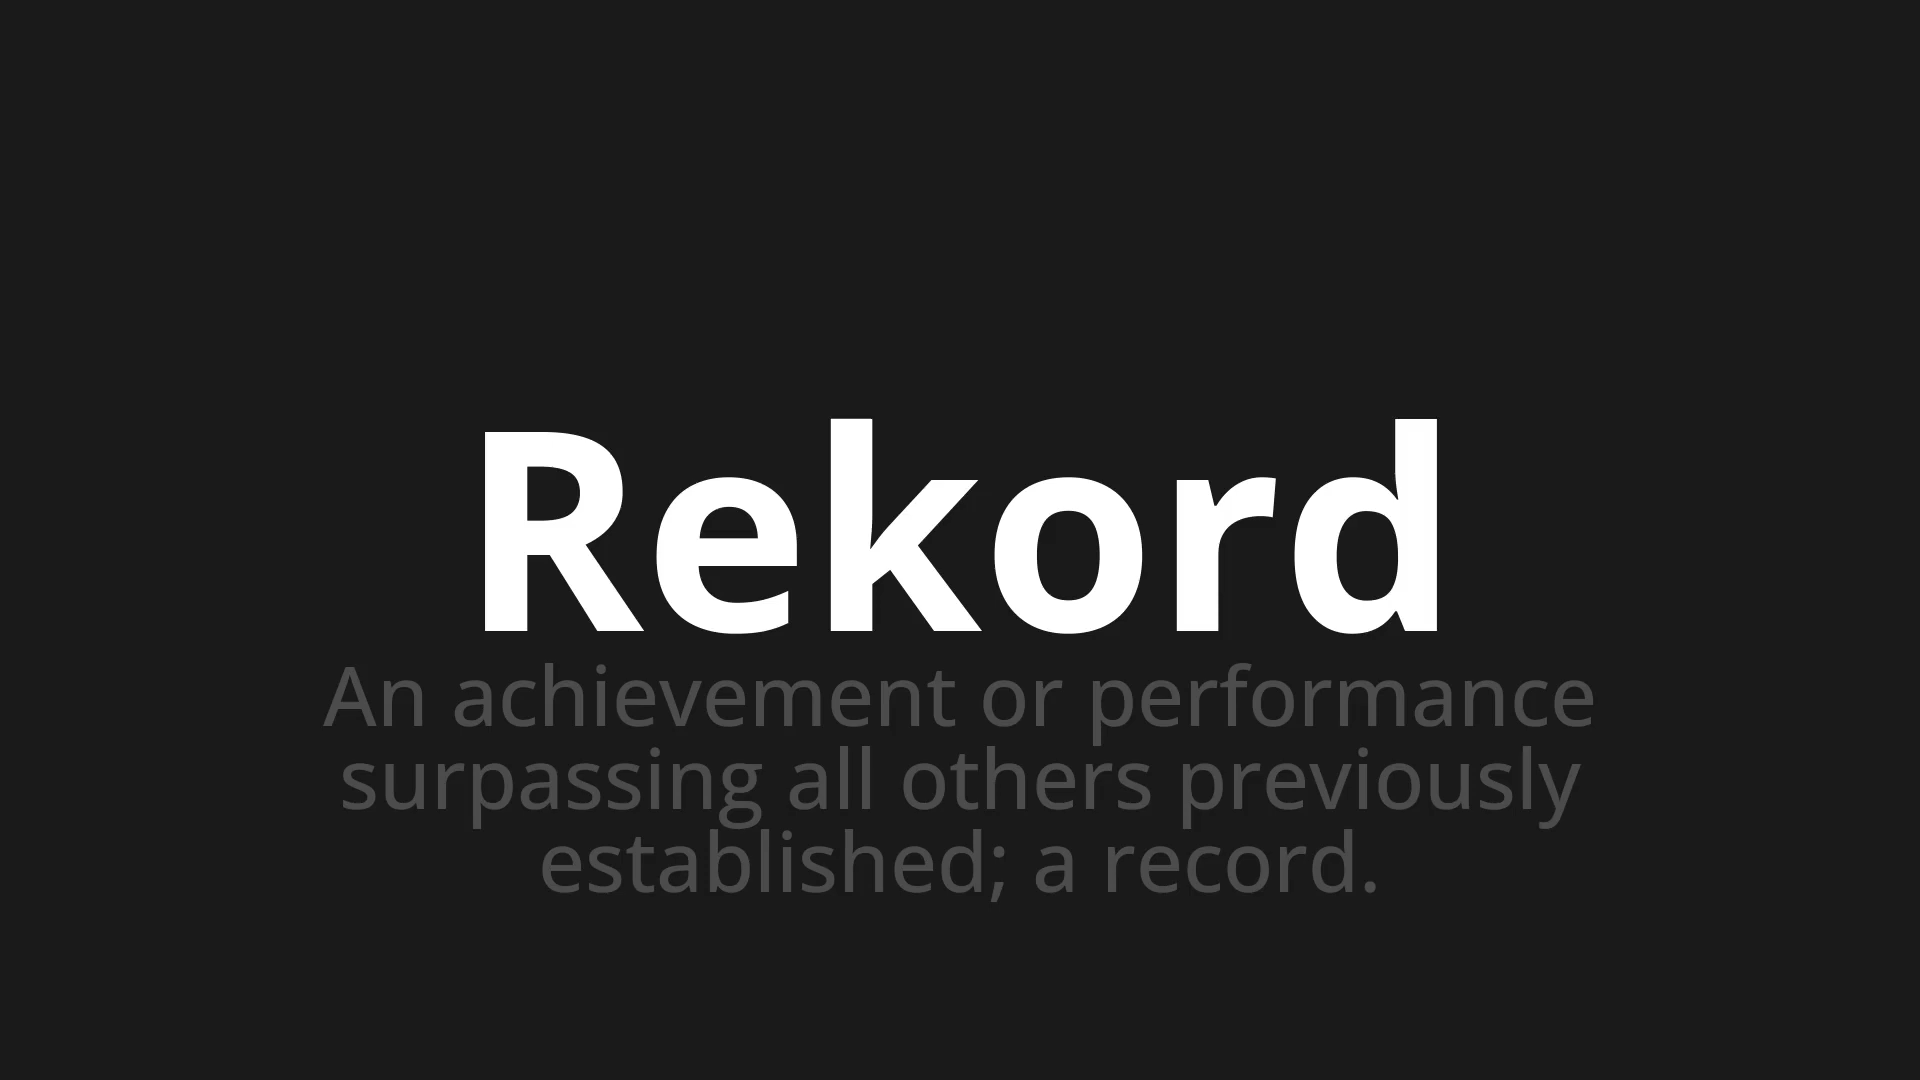 Rekord
An achievement or performance
surpassing all others previously
established; a record.